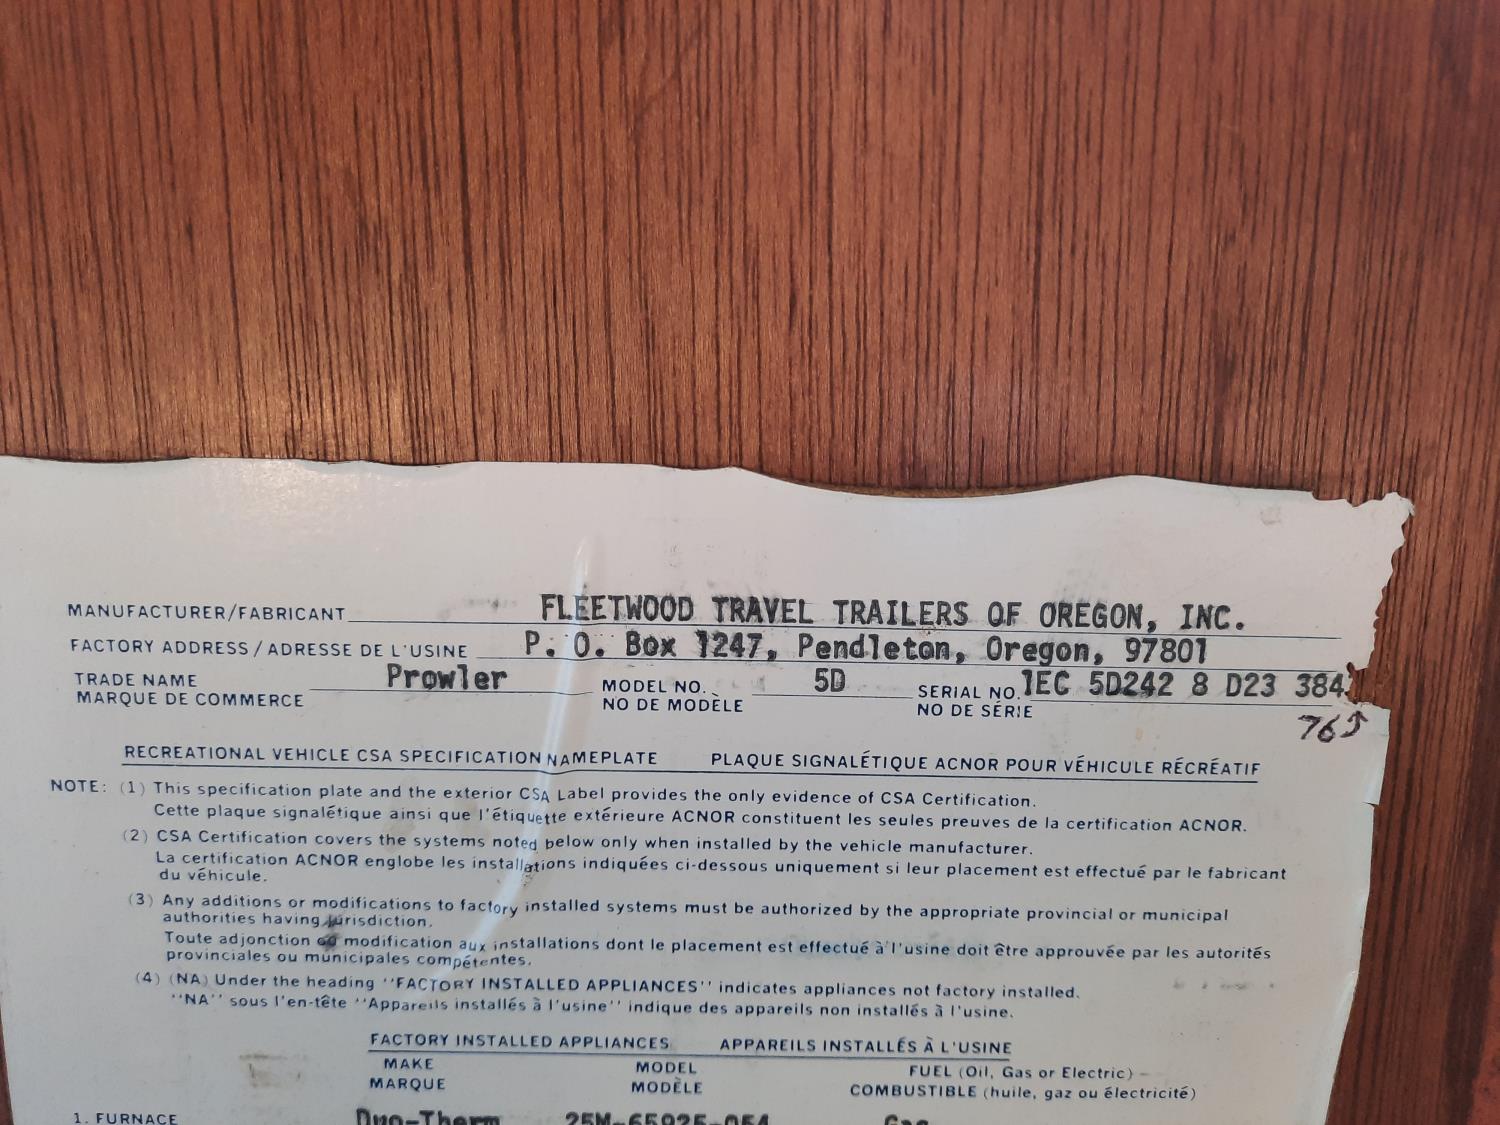 MANUFACTURER/FABRICANT FLEETWOOD TRAVEL TRAILERS OF OREGON, INC.
FACTORY ADDRESS / ADRESSE DE L'USINE P. O. Box 1247, Pendleton, Oregon, 97801
TRADE NAME Prowler MODEL NO. 5D SERIAL NO. 1EC 5D242 8 D23 384
MARQUE DE COMMERCE NO DE MODÈLE NO DE SÉRIE
76
RECREATIONAL VEHICLE CSA SPECIFICATION NAMEPLATE PLAQUE SIGNALÉTIQUE ACNOR POUR VÉHICULE RÉCRÉATIF
NOTE: (1) This specification plate and the exterior CSA Label provides the only evidence of CSA Certification.
Cette plaque signalétique ainsi que l'étiquette extérieure ACNOR constituent les seules preuves de la certification ACNOR.
(2) CSA Certification covers the systems noted below only when installed by the vehicle manufacturer.
La certification ACNOR englobe les installations indiquées ci-dessous uniquement si leur placement est effectué par le fabricant
du véhicule.
(3) Any additions or modifications to factory installed systems must be authorized by the appropriate provincial or municipal
authorities having jurisdiction.
Toute adjonction ou modification aux installations dont le placement est effectué à l'usine doit être approuvée par les autorités
provinciales ou municipales compétentes.
(4) (NA) Under the heading ''FACTORY INSTALLED APPLIANCES'' indicates appliances not factory installed.
''NA'' sous l'en-tête ''Appareils installés à l'usine'' indique des appareils non installés à l'usine.
FACTORY INSTALLED APPLIANCES APPAREILS INSTALLÉS À L'USINE
MAKE MODEL FUEL (Oil, Gas or Electric)
MARQUE MODÈLE COMBUSTIBLE (huile, gaz ou électricité)
1. FURNACE Duo-Therm 25M-65925-054 Gas